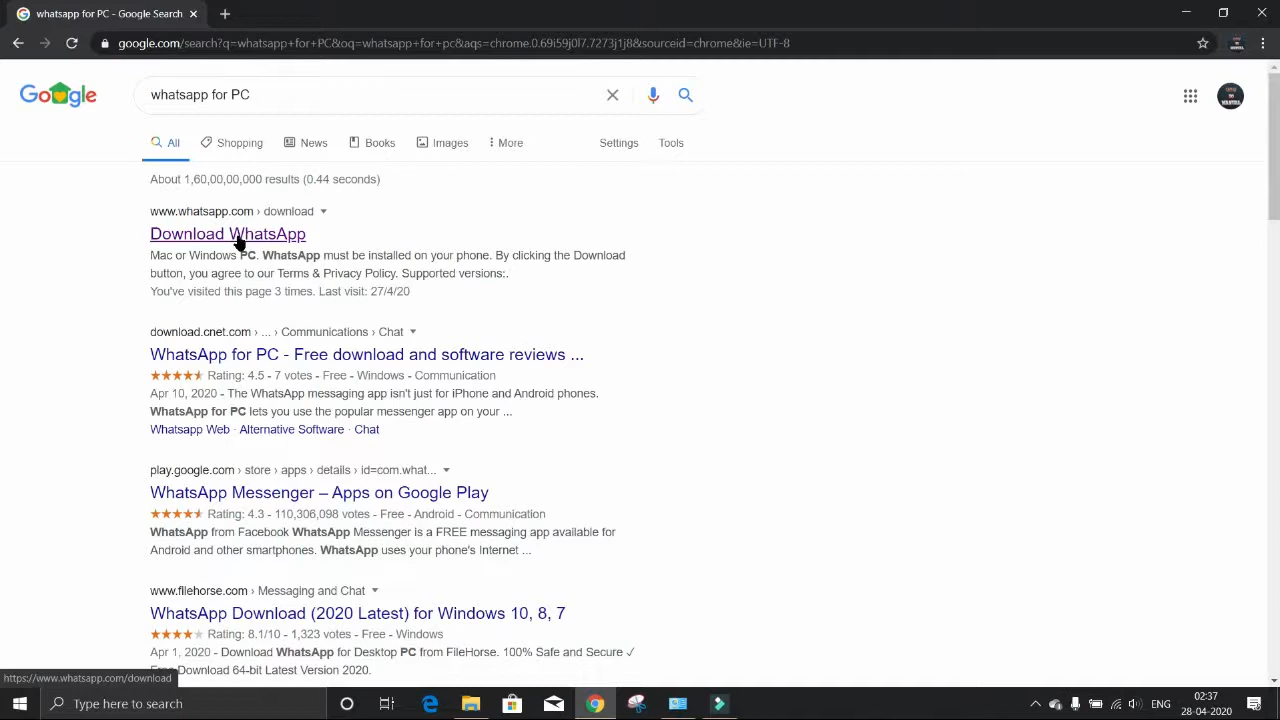 whatsapp for PC - Google Search
google.com/search?q=whatsapp+for+PC&oq=whatsapp+for+pc&aqs=chrome.0.69i59j0l7.7273j1j8&sourceid=chrome&ie=UTF-8
Google
whatsapp for PC
All Shopping News Books Images More Settings Tools
About 1,60,00,00,000 results (0.44 seconds)
www.whatsapp.com › download
Download WhatsApp
Mac or Windows PC. WhatsApp must be installed on your phone. By clicking the Download
button, you agree to our Terms & Privacy Policy. Supported versions:.
You've visited this page 3 times. Last visit: 27/4/20
download.cnet.com › ... › Communications › Chat
WhatsApp for PC - Free download and software reviews ...
Rating: 4.5 - 7 votes - Free - Windows - Communication
Apr 10, 2020 - The WhatsApp messaging app isn't just for iPhone and Android phones.
WhatsApp for PC lets you use the popular messenger app on your ...
Whatsapp Web · Alternative Software · Chat
play.google.com › store › apps › details › id=com.what...
WhatsApp Messenger – Apps on Google Play
Rating: 4.3 - 110,306,098 votes - Free - Android - Communication
WhatsApp from Facebook WhatsApp Messenger is a FREE messaging app available for
Android and other smartphones. WhatsApp uses your phone's Internet ...
www.filehorse.com › Messaging and Chat
WhatsApp Download (2020 Latest) for Windows 10, 8, 7
Rating: 8.1/10 - 1,323 votes - Free - Windows
Apr 1, 2020 - Download WhatsApp for Desktop PC from FileHorse. 100% Safe and Secure ✓
Download 64-bit Latest Version 2020.
https://www.whatsapp.com/download
Type here to search
ENG
02:37
28-04-2020